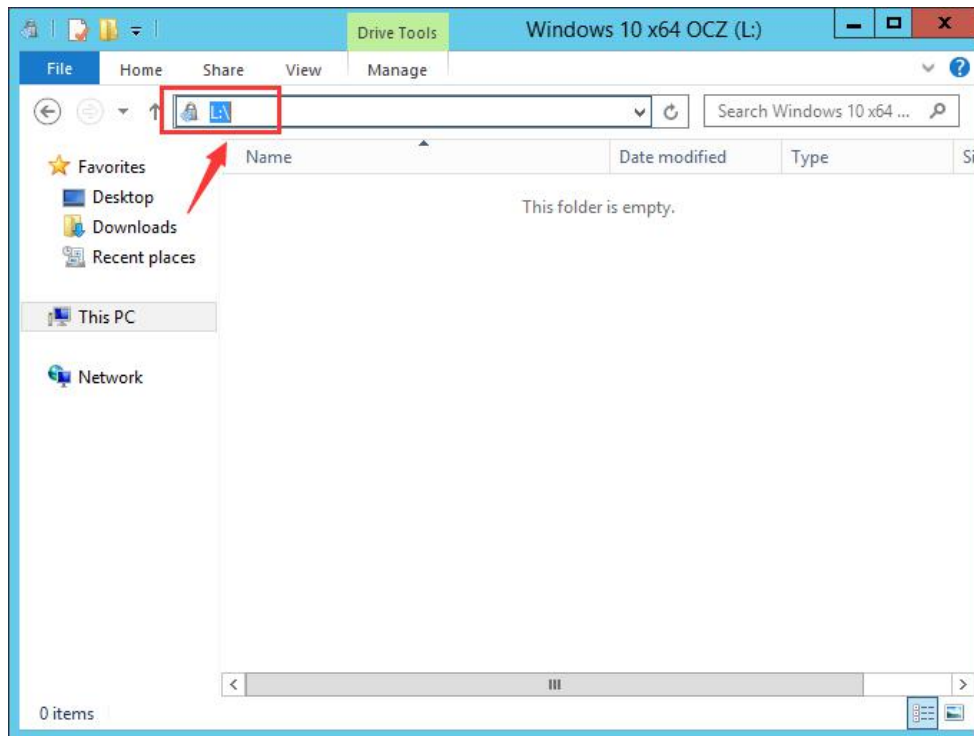 Drive Tools
Windows 10 x64 OCZ (L:)
File Home Share View Manage
L:\
Search Windows 10 x64 ...
Favorites
Desktop
Downloads
Recent places
This PC
Network
Name Date modified Type
This folder is empty.
0 items